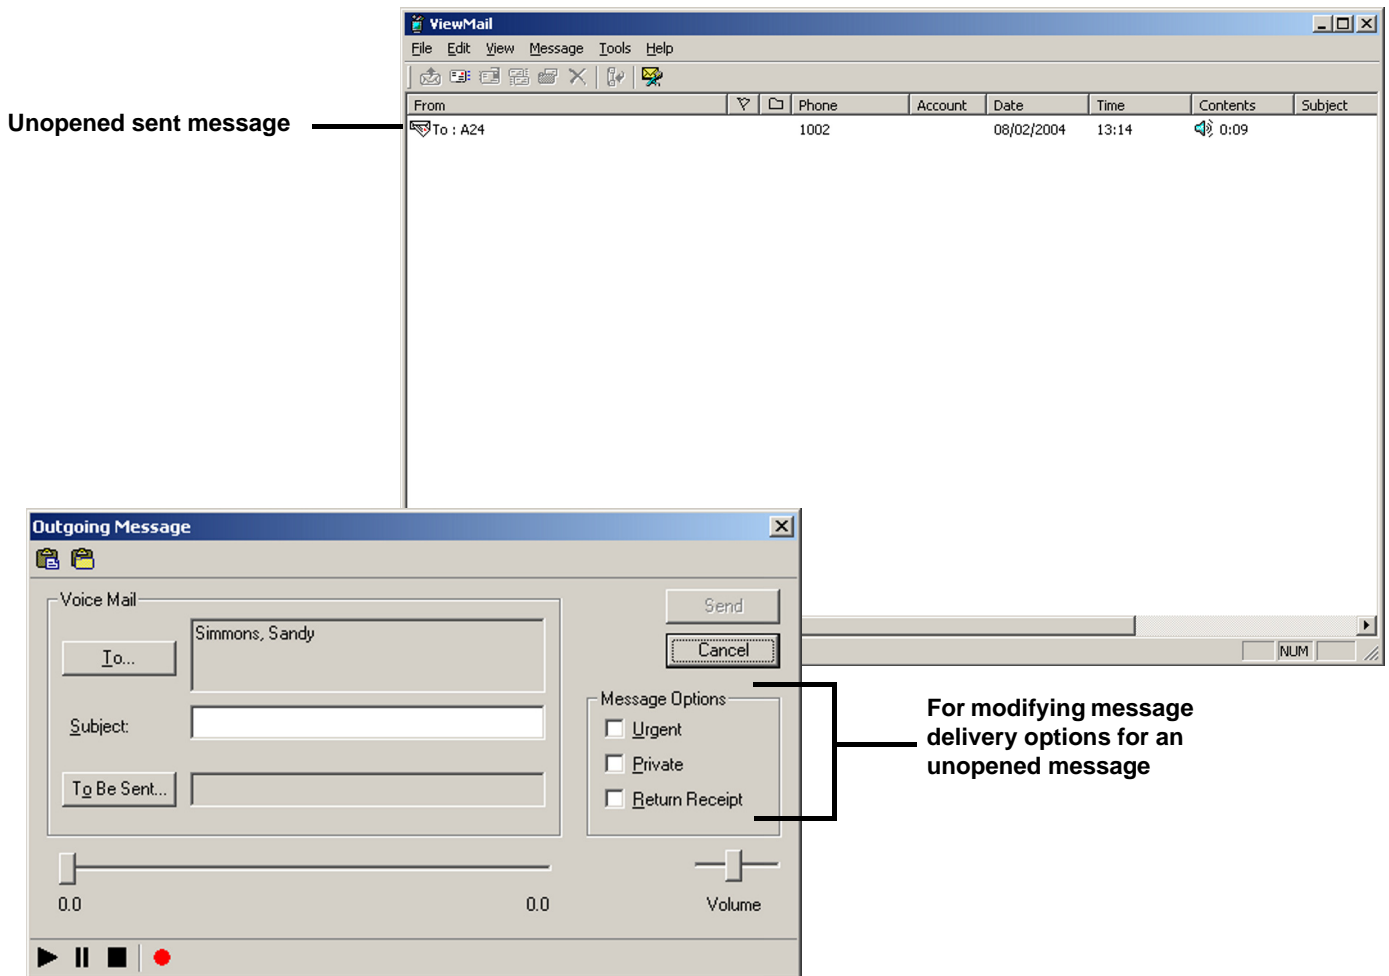 ViewMail
File Edit View Message Tools Help
From Phone Account Date Time Contents Subject
Unopened sent message
To : A24 1002 08/02/2004 13:14 0:09
NUM
Outgoing Message
Voice Mail
To...
Simmons, Sandy
Subject:
To Be Sent...
Send
Cancel
Message Options
Urgent
Private
Return Receipt
For modifying message
delivery options for an
unopened message
0.0 0.0 Volume